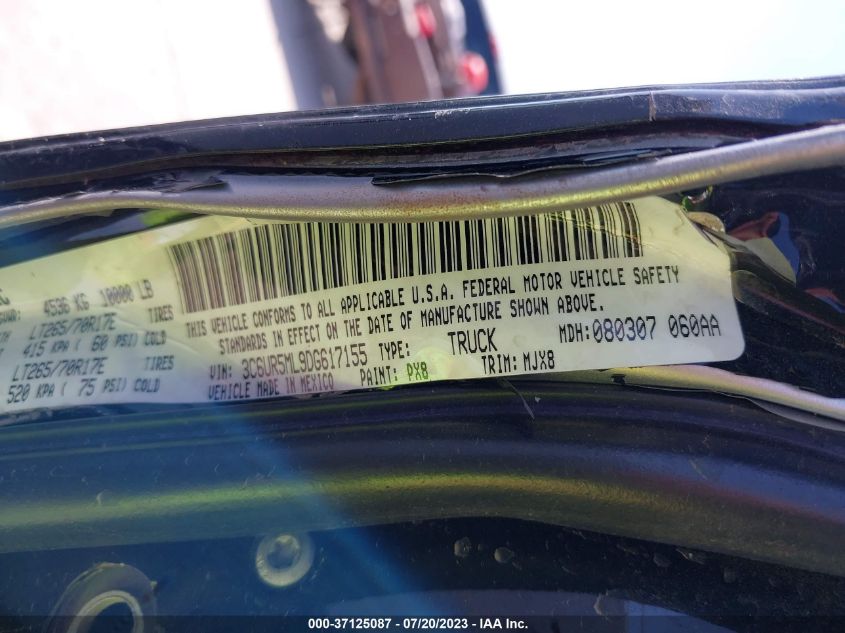 4536 KG 10000 LB
LT265/70R17E TIRES
415 KPA ( 60 PSI) COLD
LT265/70R17E TIRES
520 KPA ( 75 PSI) COLD
THIS VEHICLE CONFORMS TO ALL APPLICABLE U.S.A. FEDERAL MOTOR VEHICLE SAFETY
STANDARDS IN EFFECT ON THE DATE OF MANUFACTURE SHOWN ABOVE.
VIN: 3C6UR5ML9DG617155 TYPE: TRUCK MDH:080307 060AA
VEHICLE MADE IN MEXICO PAINT: PX8 TRIM: MJX8
000-37125087 - 07/20/2023 - IAA Inc.